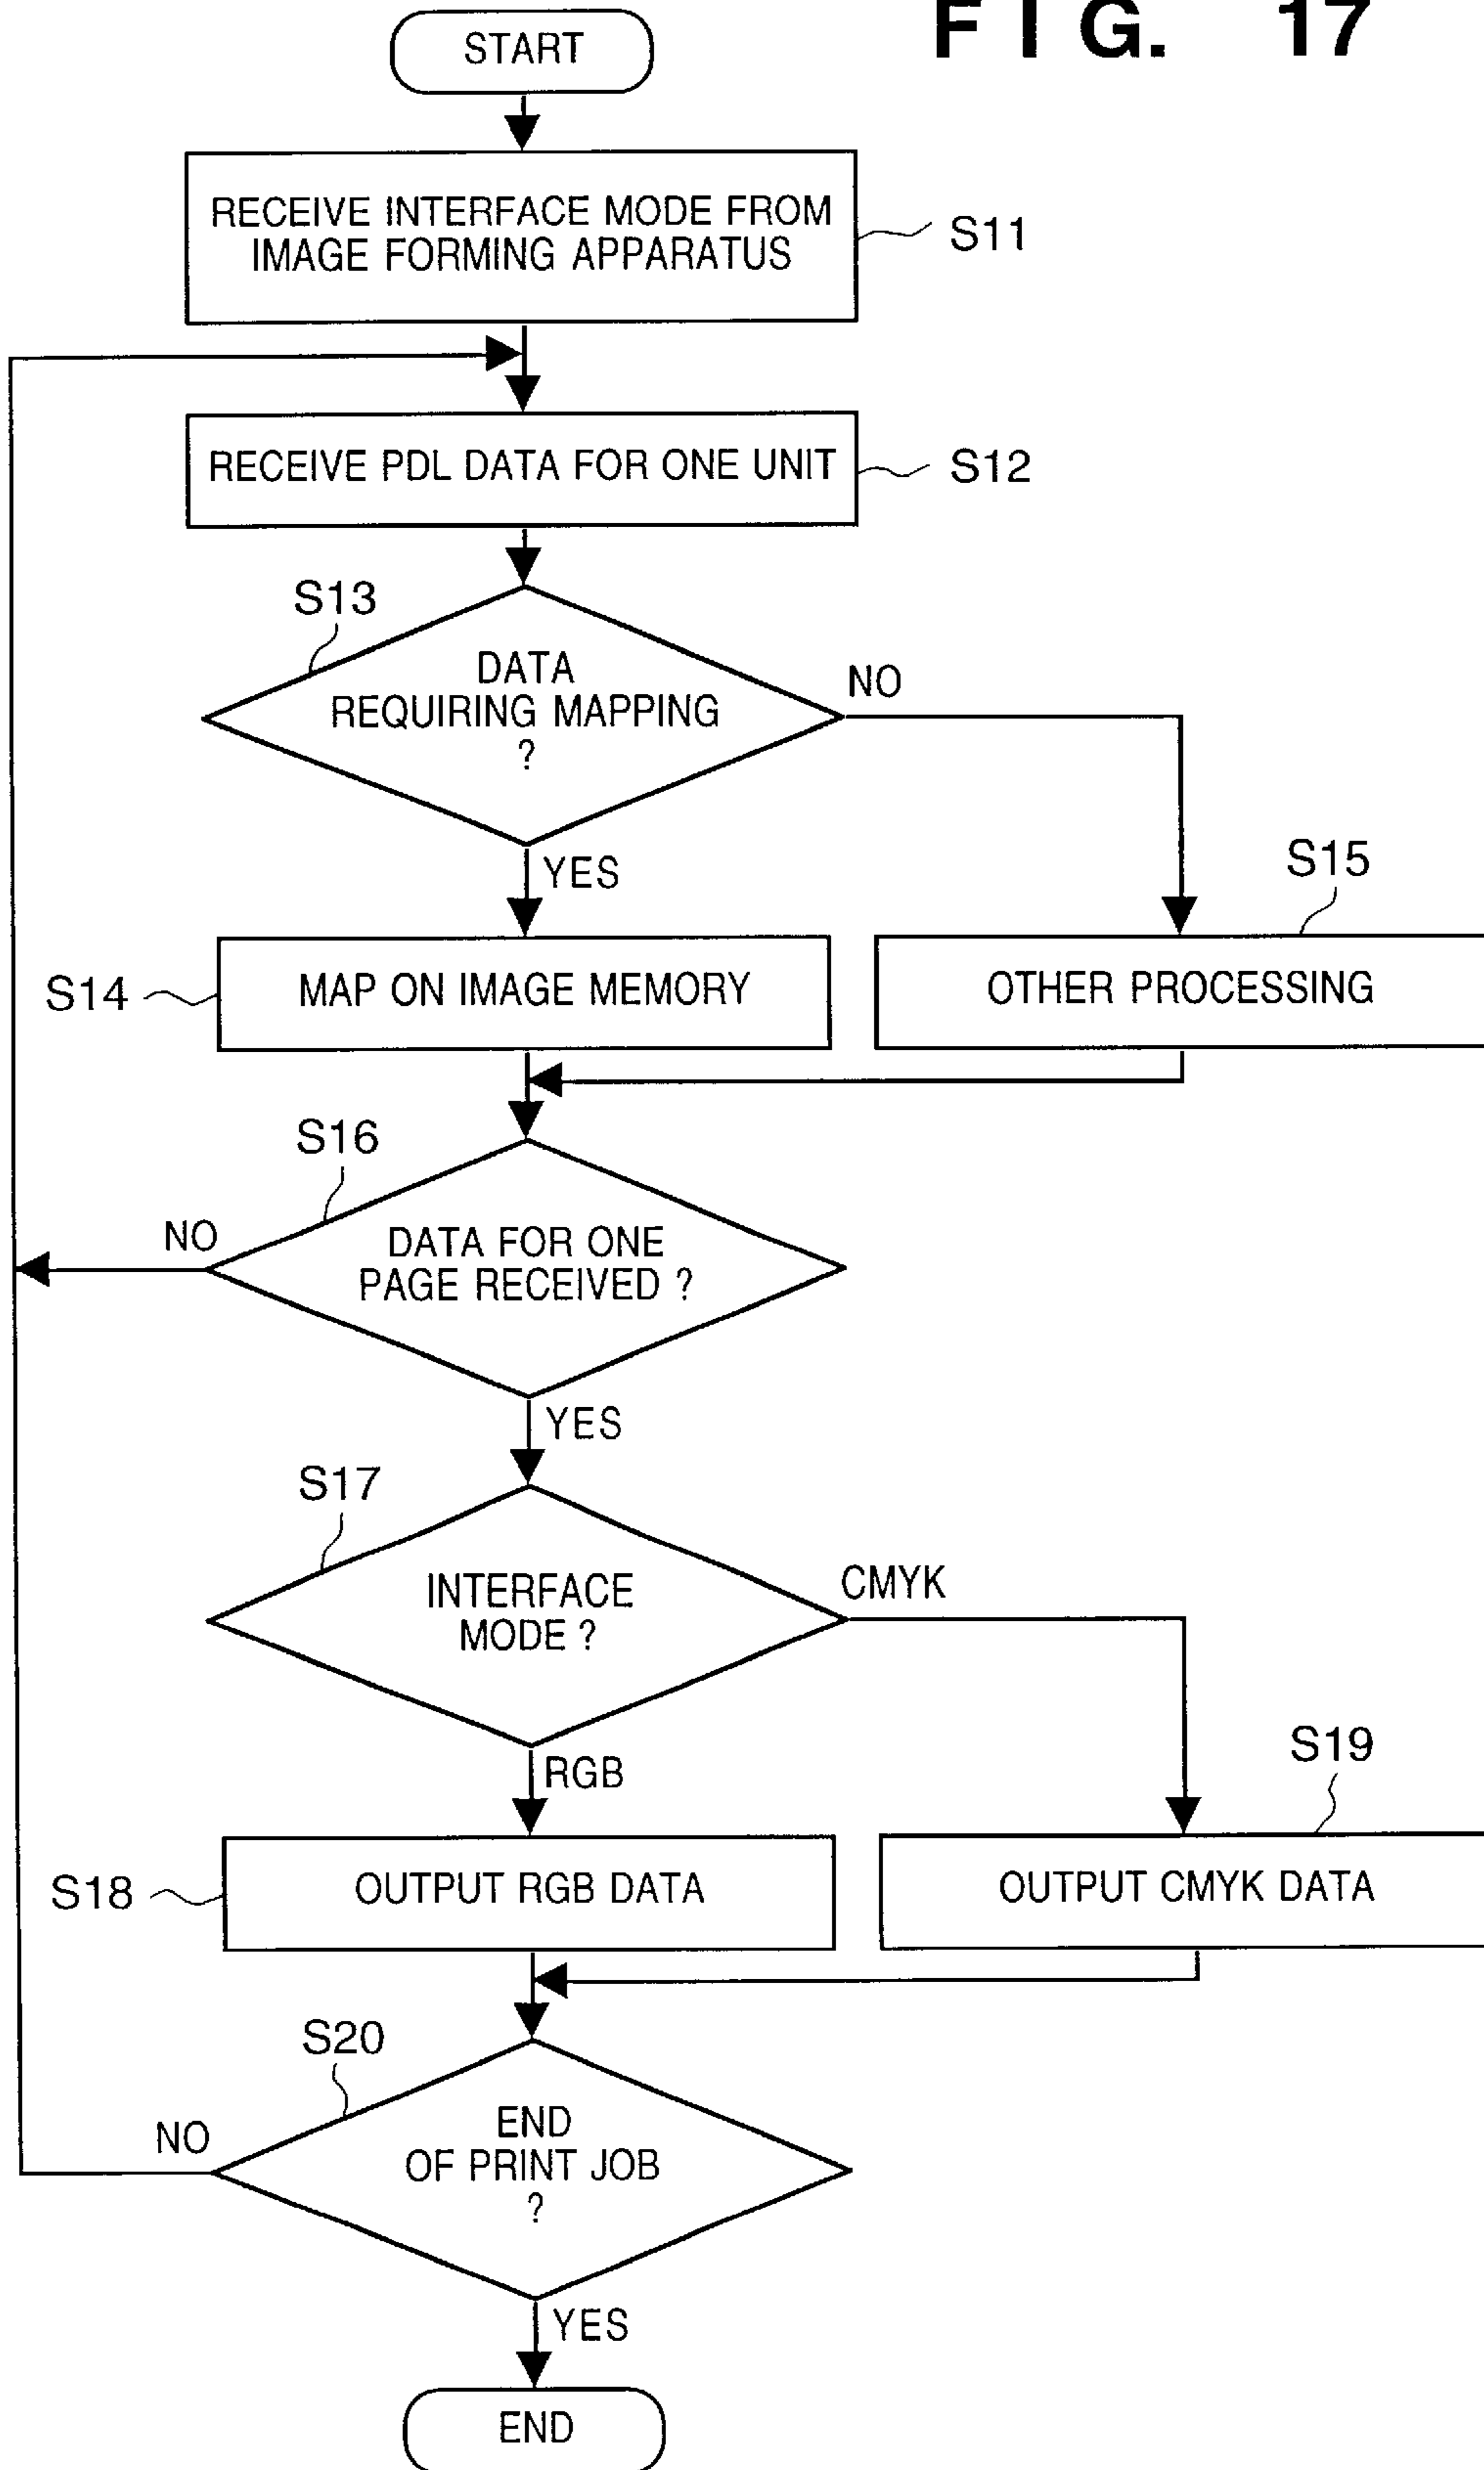 FIG. 17
START
RECEIVE INTERFACE MODE FROM
IMAGE FORMING APPARATUS
S11
RECEIVE PDL DATA FOR ONE UNIT
S12
S13
DATA
REQUIRING MAPPING
?
NO
YES
S15
S14
MAP ON IMAGE MEMORY
OTHER PROCESSING
S16
NO
DATA FOR ONE
PAGE RECEIVED ?
YES
S17
INTERFACE
MODE ?
CMYK
RGB
S19
S18
OUTPUT RGB DATA
OUTPUT CMYK DATA
S20
NO
END
OF PRINT JOB
?
YES
END